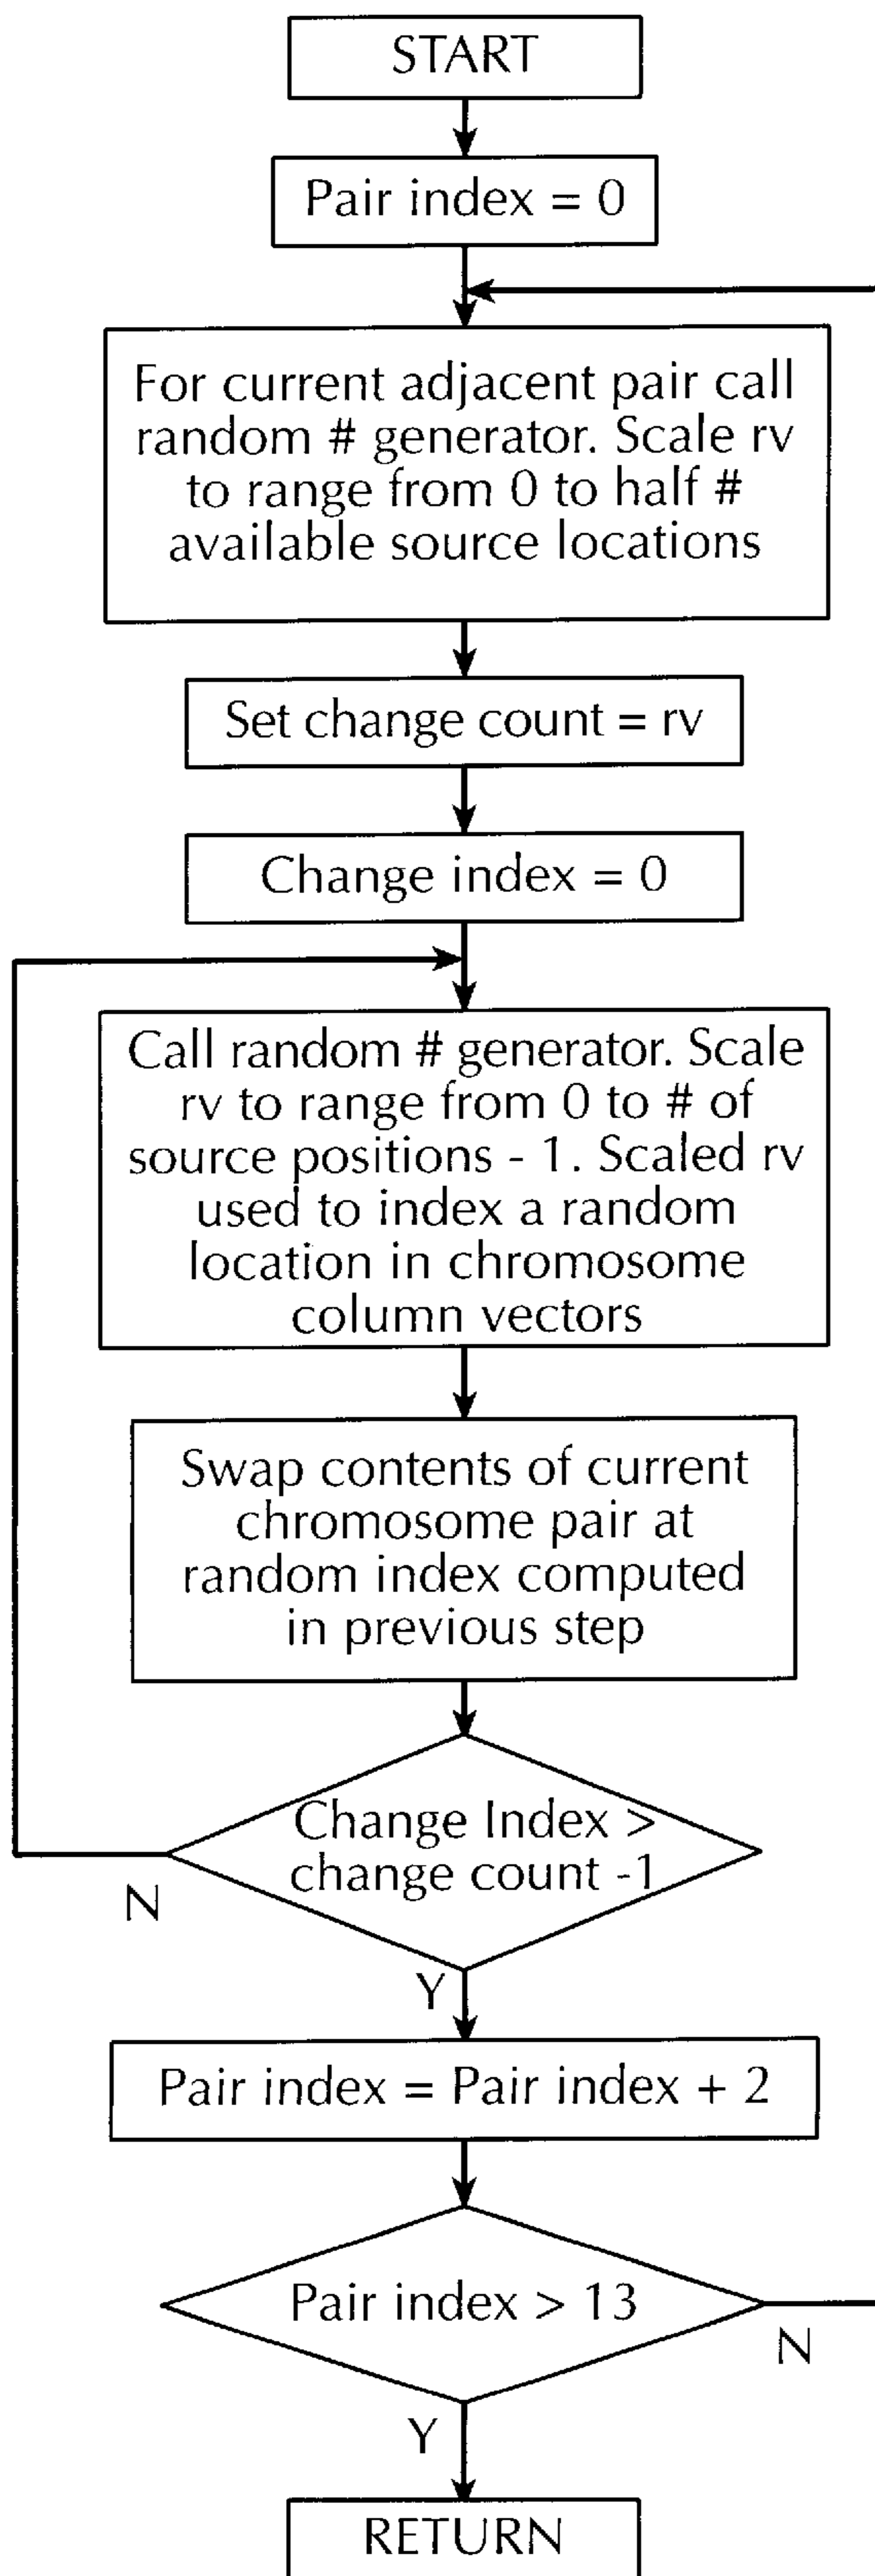 START
Pair index = 0
For current adjacent pair call
random # generator. Scale rv
to range from 0 to half #
available source locations
Set change count = rv
Change index = 0
Call random # generator. Scale
rv to range from 0 to # of
source positions - 1. Scaled rv
used to index a random
location in chromosome
column vectors
Swap contents of current
chromosome pair at
random index computed
in previous step
Change Index >
change count -1
N
Y
Pair index = Pair index + 2
Pair index > 13
N
Y
RETURN